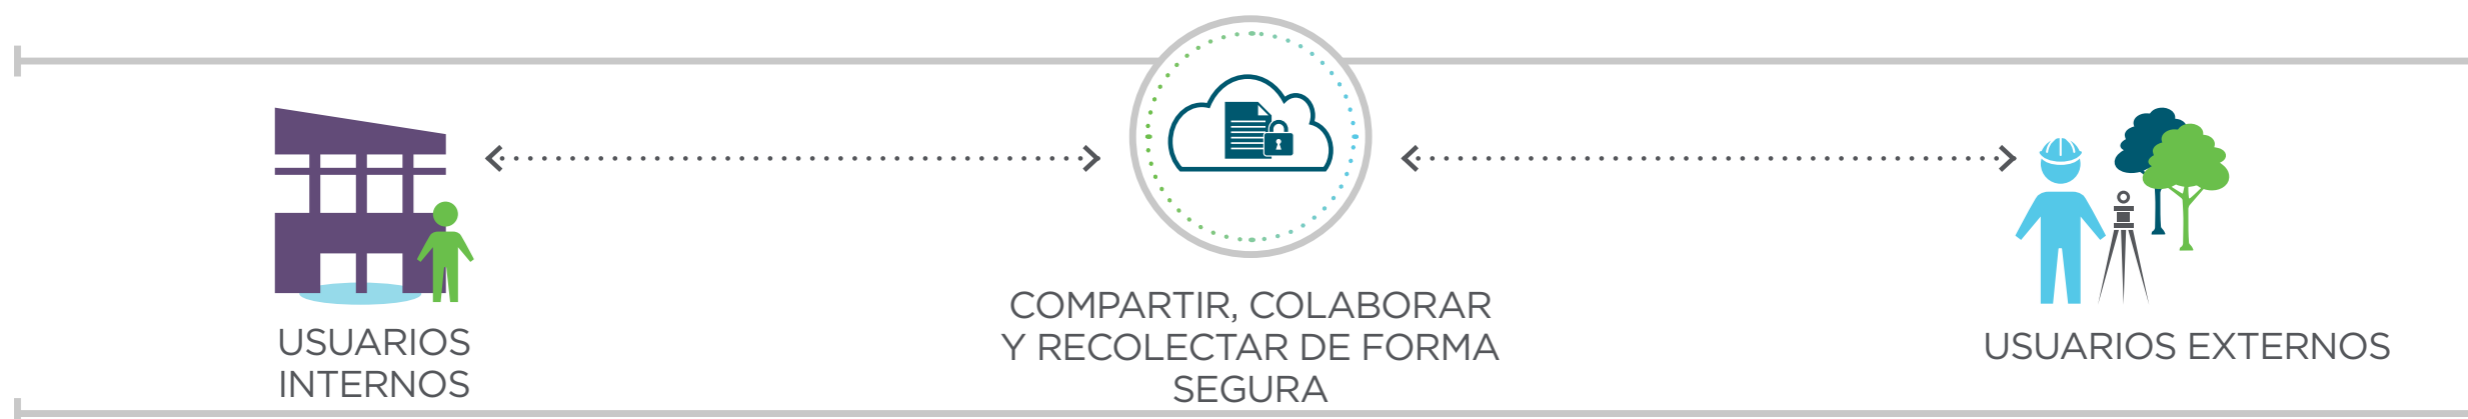 USUARIOS
INTERNOS
COMPARTIR, COLABORAR
Y RECOLECTAR DE FORMA
SEGURA
USUARIOS EXTERNOS